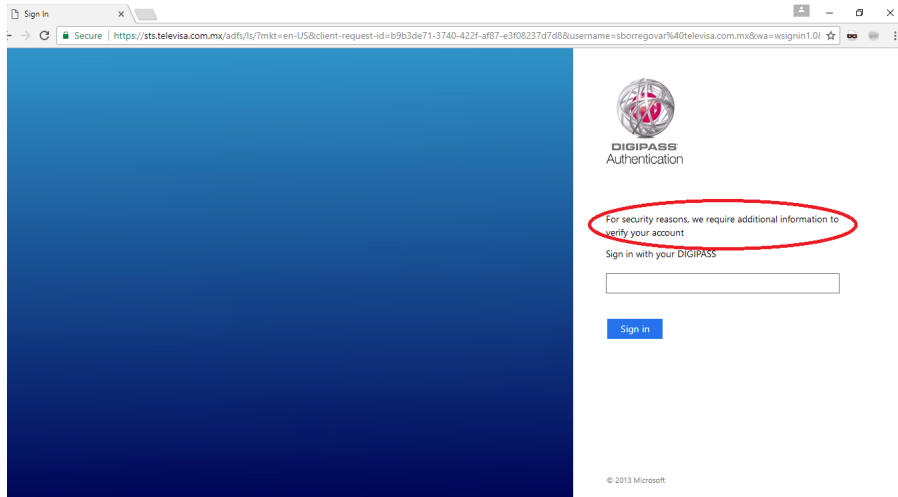 Sign In
Secure | https://sts.televisa.com.mx/adfs/ls/?mkt=en-US&client-request-id=b9b3de71-3740-422f-af87-e3f08237d7d8&username=sborregovar%40televisa.com.mx&wa=wsignin1.0&
DIGIPASS
Authentication
For security reasons, we require additional information to
verify your account
Sign in with your DIGIPASS
Sign in
© 2013 Microsoft